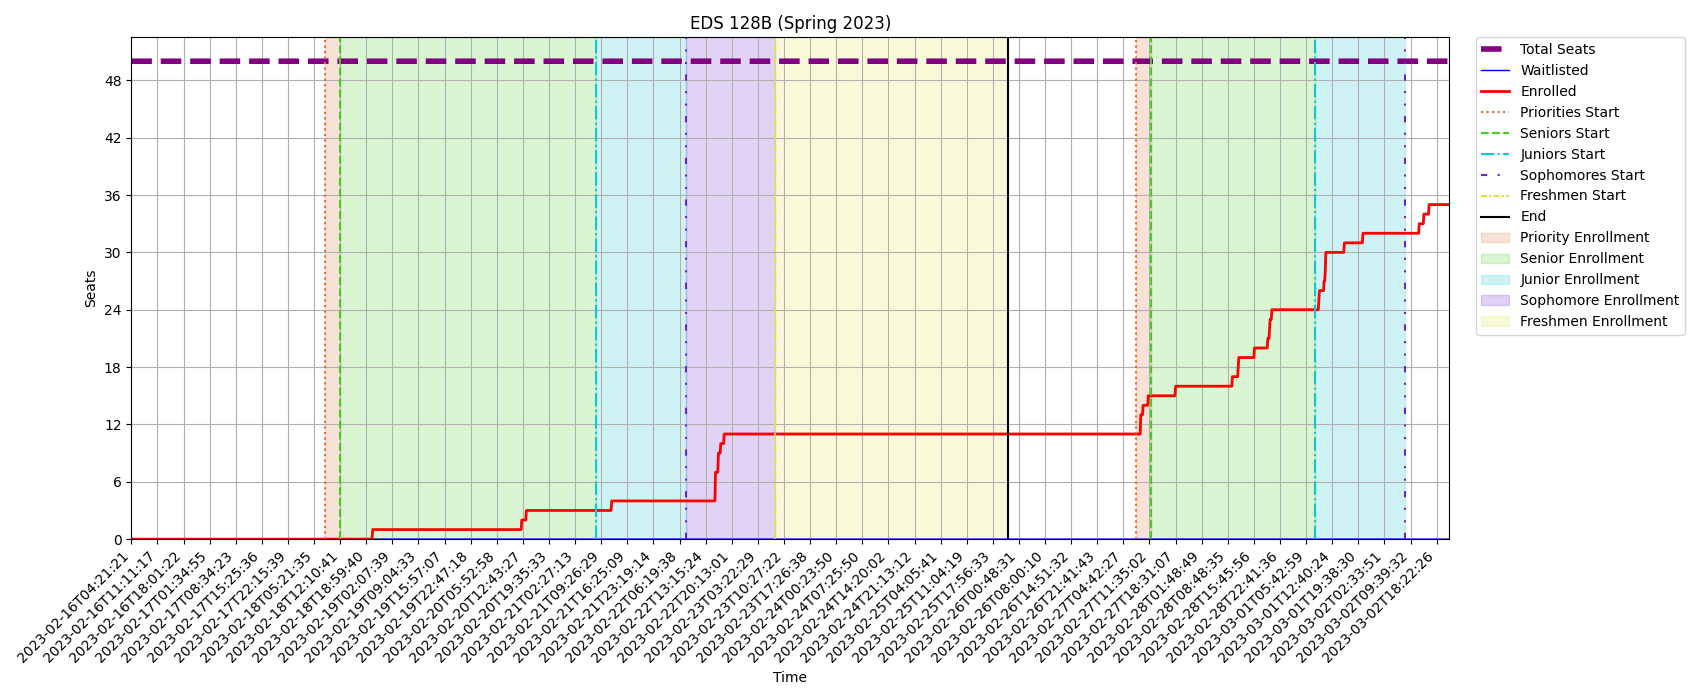 EDS 128B (Spring 2023)
Seats
48
42
36
30
24
18
12
6
0
2023-02-16T04:21:21
2023-02-16T11:11:17
2023-02-16T18:01:22
2023-02-17T01:34:55
2023-02-17T08:34:23
2023-02-17T15:25:36
2023-02-17T22:15:39
2023-02-18T05:21:35
2023-02-18T12:10:41
2023-02-18T18:59:40
2023-02-19T02:07:39
2023-02-19T09:04:33
2023-02-19T15:57:07
2023-02-19T22:47:18
2023-02-20T05:52:58
2023-02-20T12:43:27
2023-02-20T19:35:33
2023-02-21T02:27:13
2023-02-21T09:26:29
2023-02-21T16:25:09
2023-02-21T23:19:14
2023-02-22T06:19:38
2023-02-22T13:15:24
2023-02-22T20:13:01
2023-02-23T03:22:29
2023-02-23T10:27:22
2023-02-23T17:26:38
2023-02-24T00:23:50
2023-02-24T07:25:50
2023-02-24T14:20:02
2023-02-24T21:13:12
2023-02-25T04:05:41
2023-02-25T11:04:19
2023-02-25T17:56:33
2023-02-26T00:48:31
2023-02-26T08:00:10
2023-02-26T14:51:32
2023-02-26T21:41:43
2023-02-27T04:42:27
2023-02-27T11:35:02
2023-02-27T18:31:07
2023-02-28T01:48:49
2023-02-28T08:48:35
2023-02-28T15:45:56
2023-02-28T22:41:36
2023-03-01T05:42:59
2023-03-01T12:40:24
2023-03-01T19:38:30
2023-03-02T02:33:51
2023-03-02T09:39:32
2023-03-02T18:22:26
Time
Total Seats
Waitlisted
Enrolled
Priorities Start
Seniors Start
Juniors Start
Sophomores Start
Freshmen Start
End
Priority Enrollment
Senior Enrollment
Junior Enrollment
Sophomore Enrollment
Freshmen Enrollment